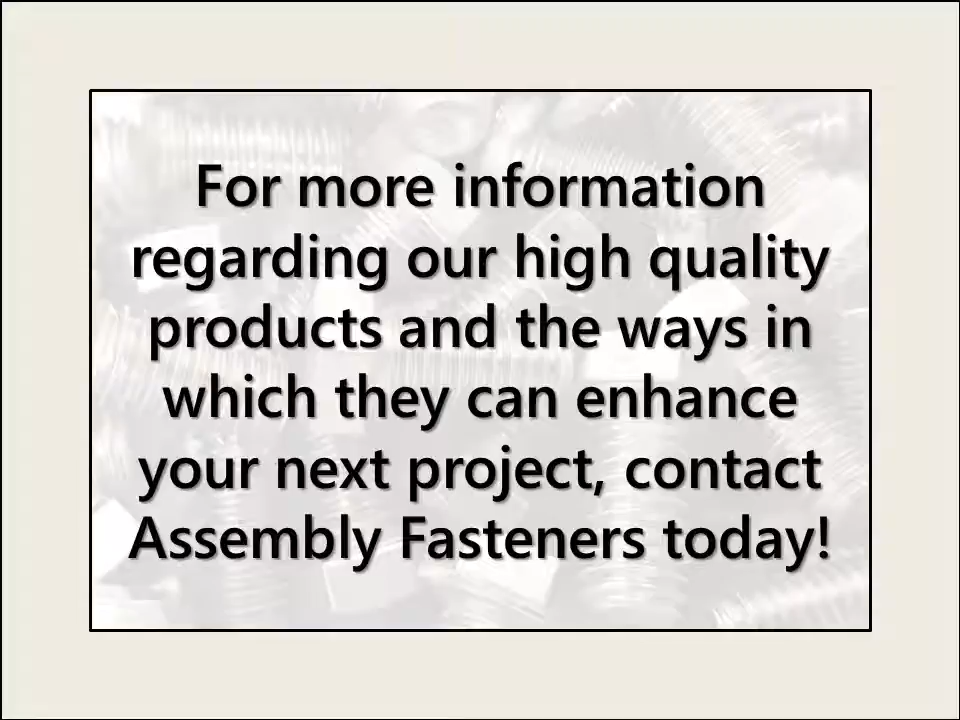 For more information
regarding our high quality
products and the ways in
which they can enhance
your next project, contact
Assembly Fasteners today!